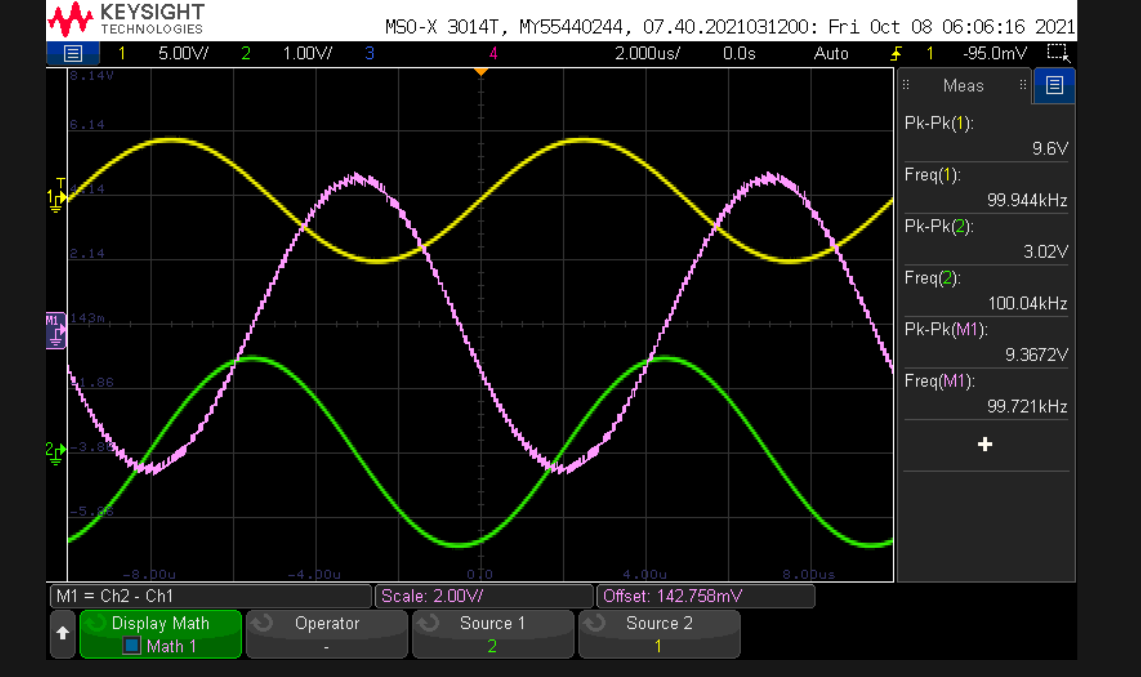 KEYSIGHT
TECHNOLOGIES
MSO-X 3014T, MY55440244, 07.40.2021031200: Fri Oct 08 06:06:16 2021
1 5.00V/ 2 1.00V/ 3 4 2.000us/ 0.0s Auto 1 -95.0mV
8.14V
6.14
T
1 4.14
2.14
M1 143m
-1.86
2 -3.86
-5.86
-8.00u -4.00u 0.0 4.00u 8.00us
Meas
Pk-Pk(1):
9.6V
Freq(1):
99.944kHz
Pk-Pk(2):
3.02V
Freq(2):
100.04kHz
Pk-Pk(M1):
9.3672V
Freq(M1):
99.721kHz
+
M1 = Ch2 - Ch1 Scale: 2.00V/ Offset: 142.758mV
Display Math Operator Source 1 Source 2
Math 1 - 2 1